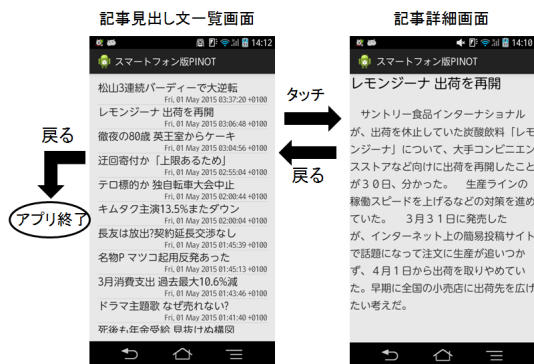 記事見出し文一覧画面
14:12
スマートフォン版PINOT
松山3連続バーディーで大逆転
Fri, 01 May 2015 03:37:20 +0100
レモンジーナ 出荷を再開
Fri, 01 May 2015 03:06:48 +0100
徹夜の80歳 英王室からケーキ
Fri, 01 May 2015 03:04:56 +0100
迂回寄付か「上限あるため」
Fri, 01 May 2015 02:55:04 +0100
テロ標的か 独自転車大会中止
Fri, 01 May 2015 02:00:44 +0100
キムタク主演13.5%またダウン
Fri, 01 May 2015 02:00:04 +0100
長友は放出?契約延長交渉なし
Fri, 01 May 2015 01:45:39 +0100
名物P マツコ起用反発あった
Fri, 01 May 2015 01:45:13 +0100
3月消費支出 過去最大10.6%減
Fri, 01 May 2015 01:43:46 +0100
ドラマ主題歌 なぜ売れない?
Fri, 01 May 2015 01:41:40 +0100
死後も年金受給 見抜けぬ構図
戻る
アプリ終了
タッチ
戻る
記事詳細画面
14:10
スマートフォン版PINOT
レモンジーナ 出荷を再開
サントリー食品インターナショナル
が、出荷を休止していた炭酸飲料「レモ
ンジーナ」について、大手コンビニエン
スストアなど向けに出荷を再開したこと
が30日、分かった。 生産ラインの
稼働スピードを上げるなどの対策を進め
ていた。 3月31日に発売した
が、インターネット上の簡易投稿サイト
で話題になって注文に生産が追いつか
ず、4月1日から出荷を取りやめてい
た。早期に全国の小売店に出荷先を広げ
たい考えだ。